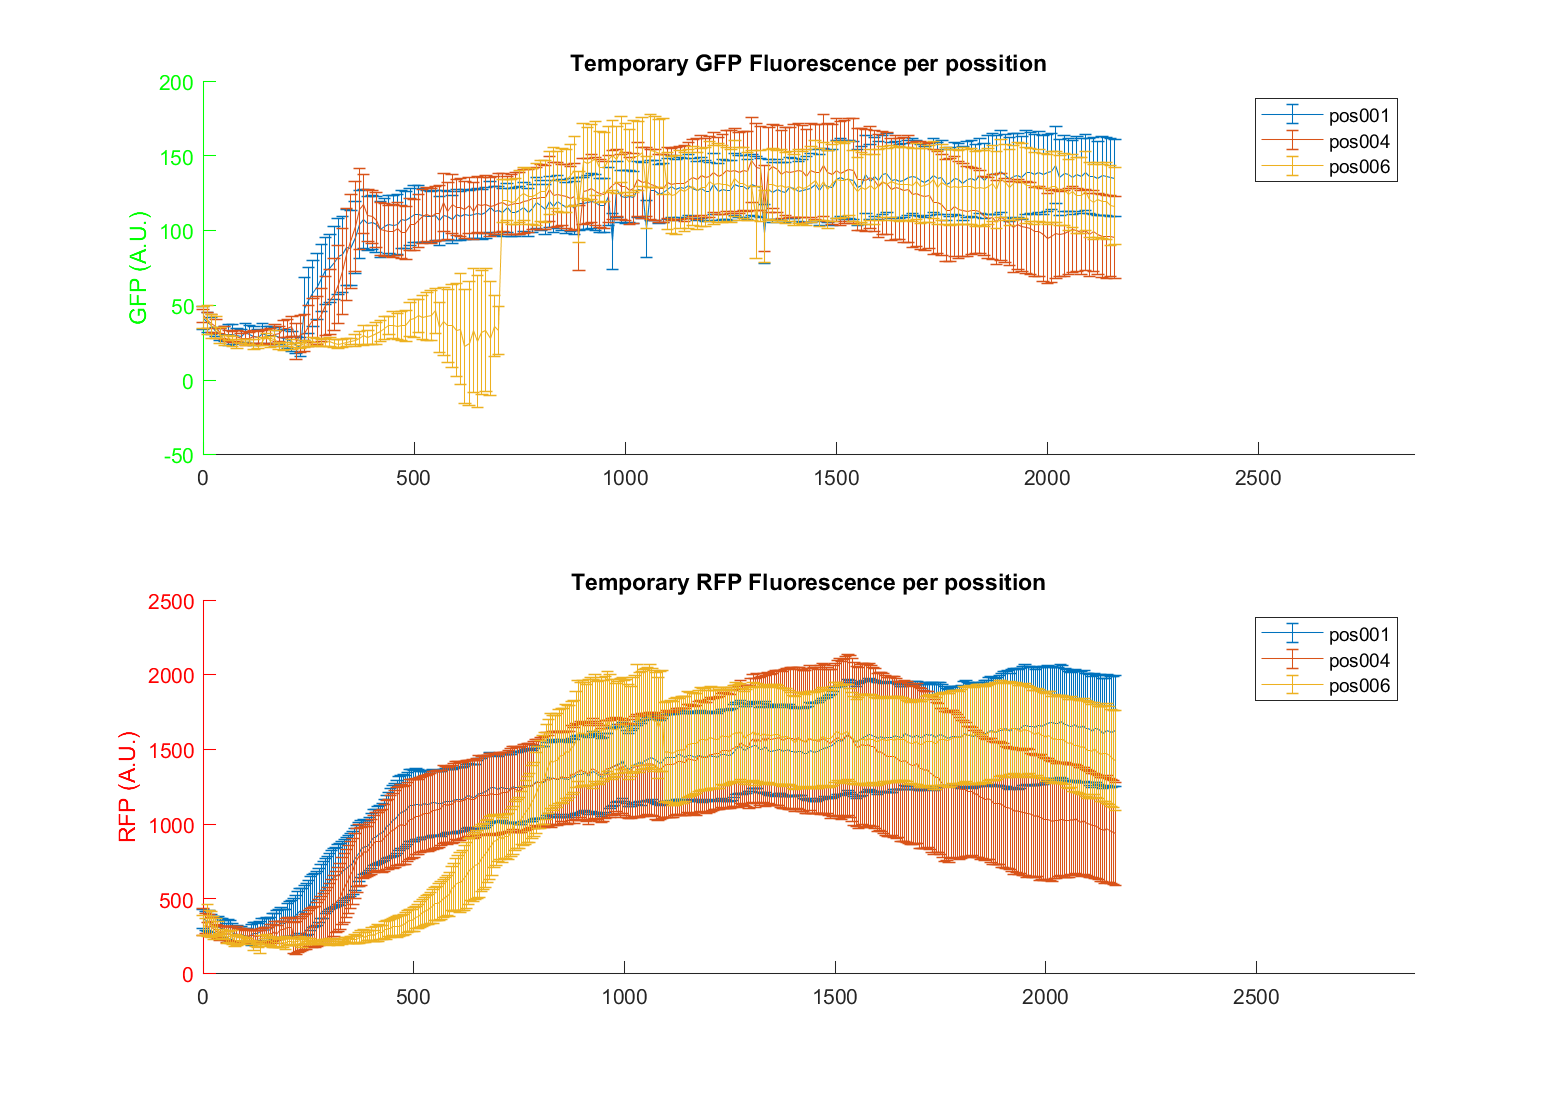 Temporary GFP Fluorescence per possition
GFP (A.U.)
200
150
100
50
0
-50
0 500 1000 1500 2000 2500
pos001
pos004
pos006
Temporary RFP Fluorescence per possition
RFP (A.U.)
2500
2000
1500
1000
500
0
0 500 1000 1500 2000 2500
pos001
pos004
pos006